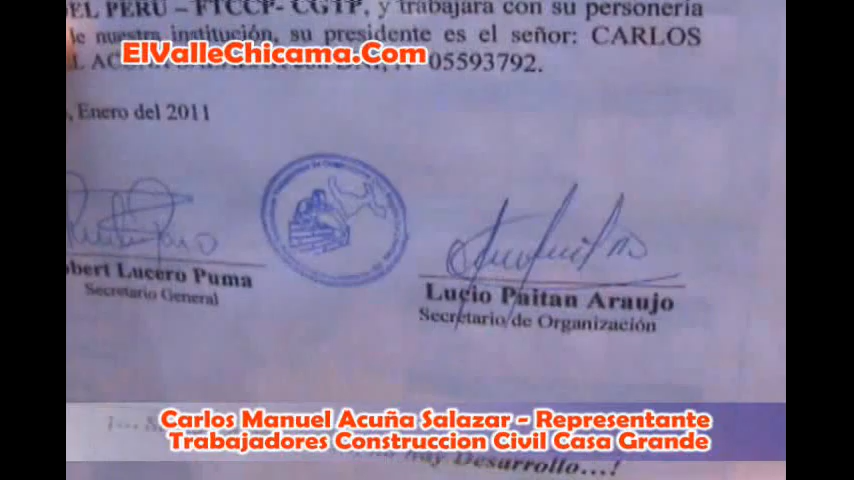 DEL PERU – FTCCP- CGTP, y trabajara con su personería
de nuestra institución, su presidente es el señor: CARLOS
ElValleChicama.Com
05593792.
, Enero del 2011
Lucero Puma
Lucio Paitan Araujo
Secretario General
Secretario de Organización
Carlos Manuel Acuña Salazar - Representante
Trabajadores Construccion Civil Casa Grande
hay Desarrollo...!